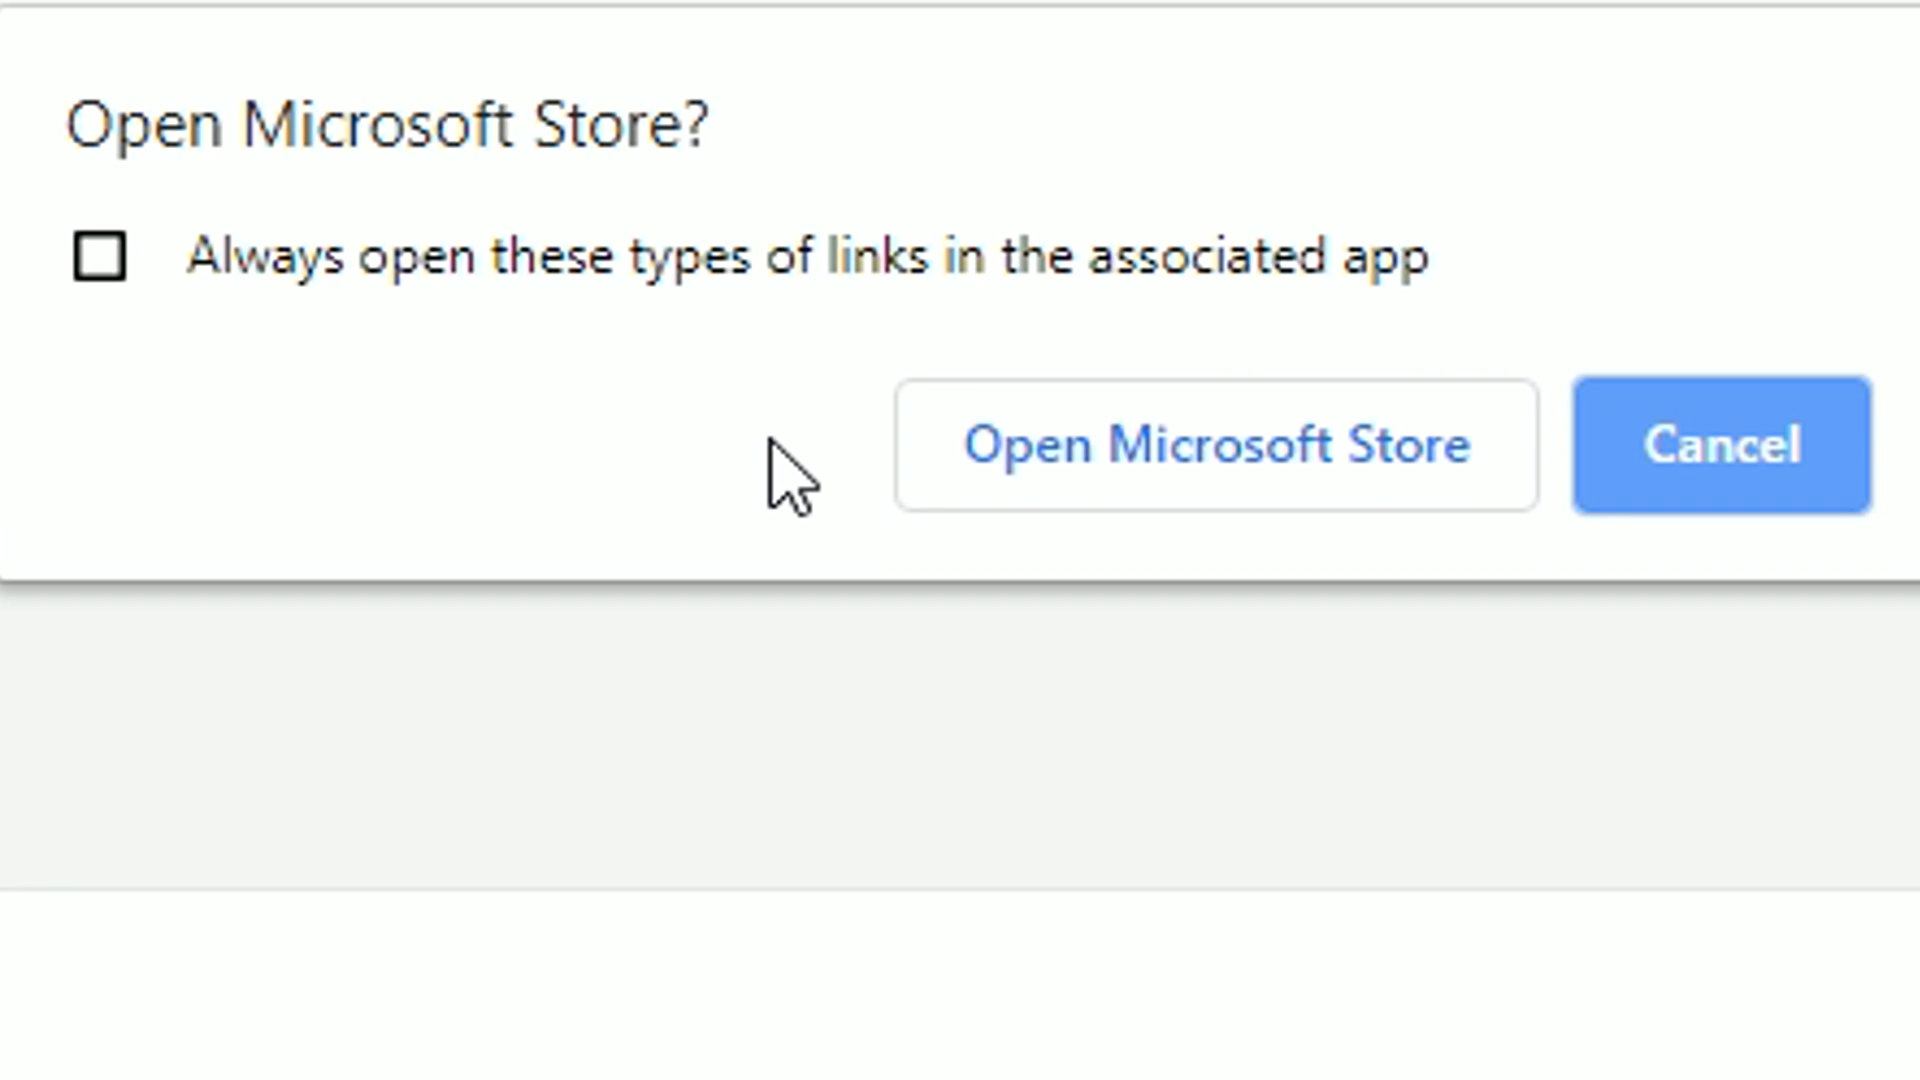 Open Microsoft Store?
Always open these types of links in the associated app
Open Microsoft Store Cancel